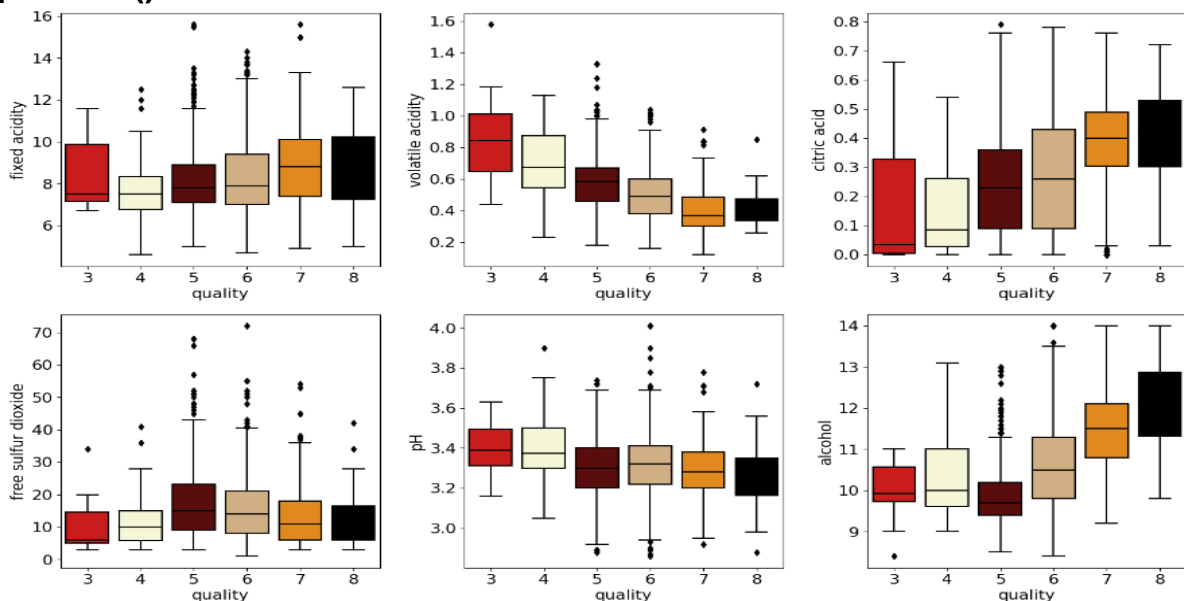 fixed acidity
16
14
12
10
8
6
3 4 5 6 7 8
quality
volatile acidity
1.6
1.4
1.2
1.0
0.8
0.6
0.4
0.2
3 4 5 6 7 8
quality
citric acid
0.8
0.7
0.6
0.5
0.4
0.3
0.2
0.1
0.0
3 4 5 6 7 8
quality
free sulfur dioxide
70
60
50
40
30
20
10
0
3 4 5 6 7 8
quality
pH
4.0
3.8
3.6
3.4
3.2
3.0
3 4 5 6 7 8
quality
alcohol
14
13
12
11
10
9
3 4 5 6 7 8
quality